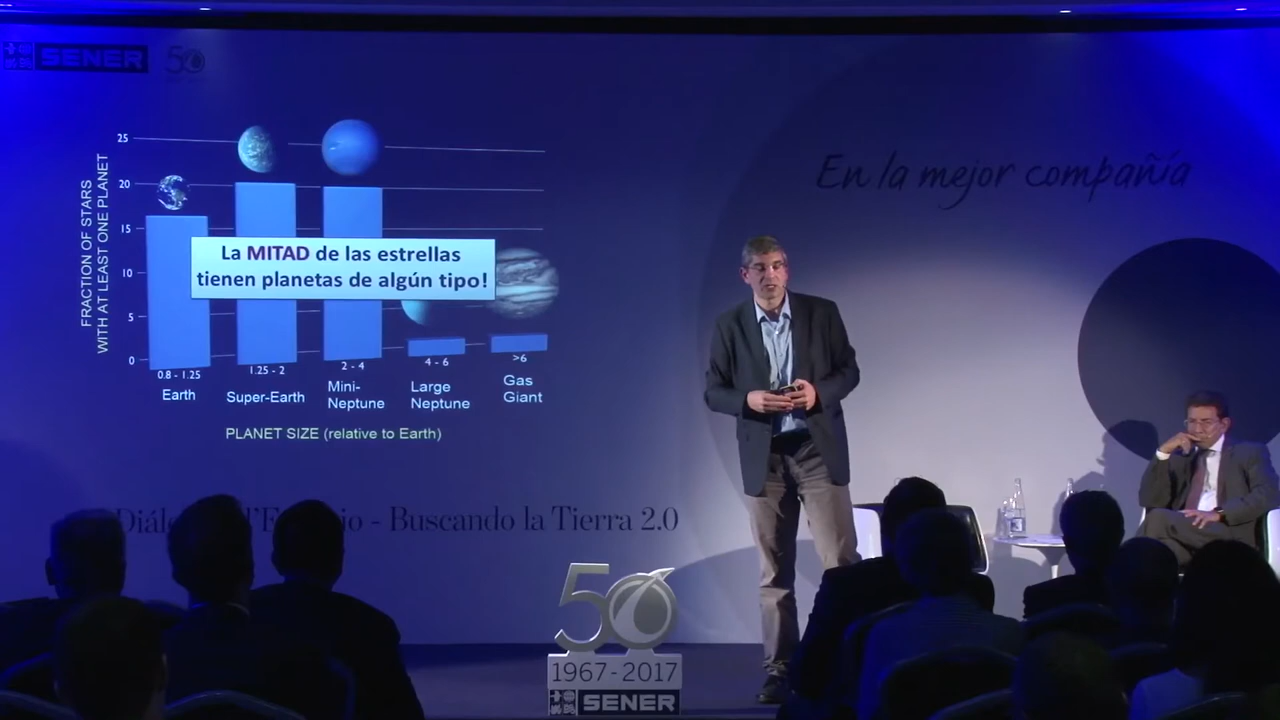 SENER 50
En la mejor compañía
FRACTION OF STARS
WITH AT LEAST ONE PLANET
25
20
15
10
5
0
La MITAD de las estrellas
tienen planetas de algún tipo!
0.8 - 1.25
1.25 - 2
2 - 4
4 - 6
>6
Earth
Super-Earth
Mini-
Neptune
Large
Neptune
Gas
Giant
PLANET SIZE (relative to Earth)
- Buscando la Tierra 2.0
50
1967-2017
SENER